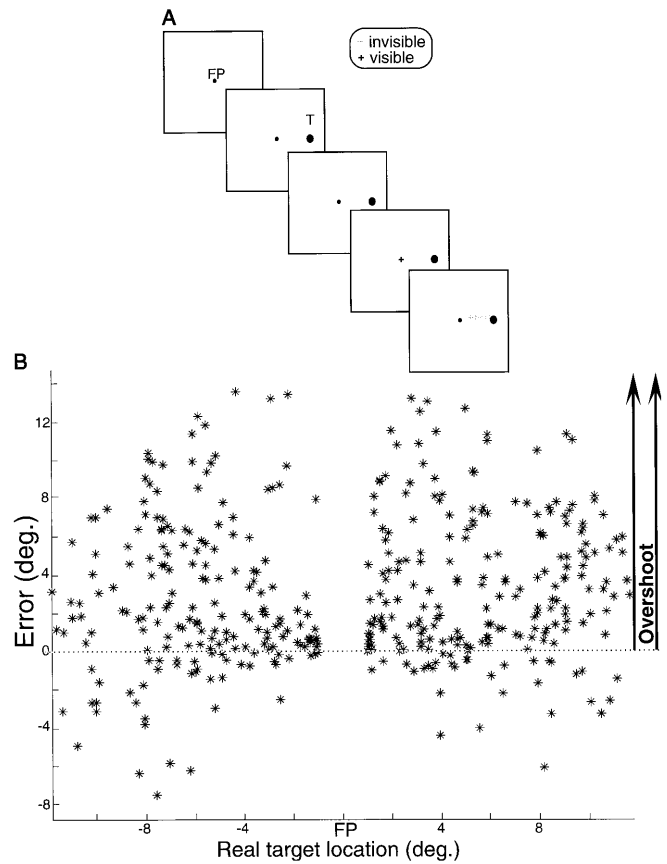 A
invisible
+ visible
FP
T
B
12
8
4
0
-4
-8
Error (deg.)
Overshoot
-8 -4 FP 4 8
Real target location (deg.)